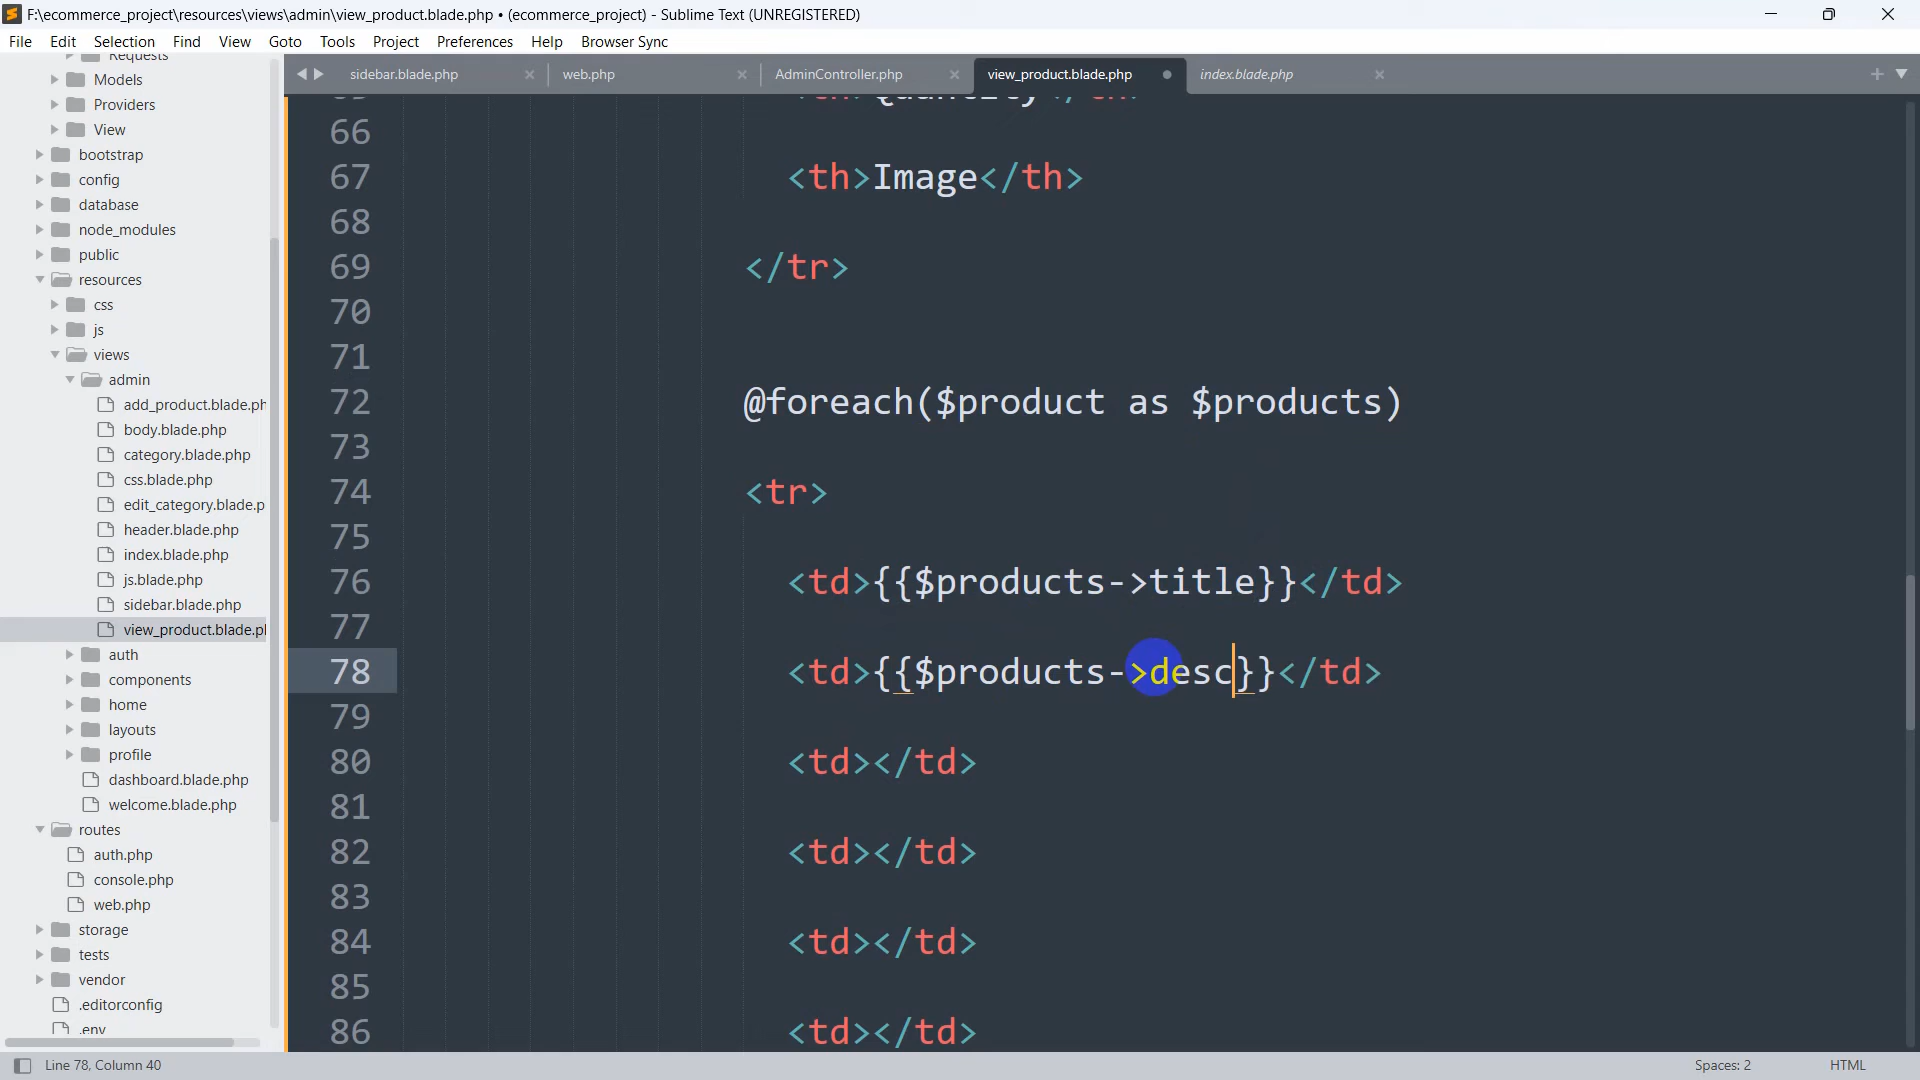 F:\ecommerce_project\resources\views\admin\view_product.blade.php • (ecommerce_project) - Sublime Text (UNREGISTERED)
File Edit Selection Find View Goto Tools Project Preferences Help Browser Sync
Requests
Models
Providers
View
bootstrap
config
database
node_modules
public
resources
css
js
views
admin
add_product.blade.ph
body.blade.php
category.blade.php
css.blade.php
edit_category.blade.p
header.blade.php
index.blade.php
js.blade.php
sidebar.blade.php
view_product.blade.pl
auth
components
home
layouts
profile
dashboard.blade.php
welcome.blade.php
routes
auth.php
console.php
web.php
storage
tests
vendor
.editorconfig
.env
sidebar.blade.php × web.php × AdminController.php × view_product.blade.php • index.blade.php ×
65 <th>Quantity</th>
66
67 <th>Image</th>
68
69 </tr>
70
71
72 @foreach($product as $products)
73
74 <tr>
75
76 <td>{{$products->title}}</td>
77
78 <td>{{$products->desc}}</td>
79
80 <td></td>
81
82 <td></td>
83
84 <td></td>
85
86 <td></td>
Line 78, Column 40
Spaces: 2
HTML